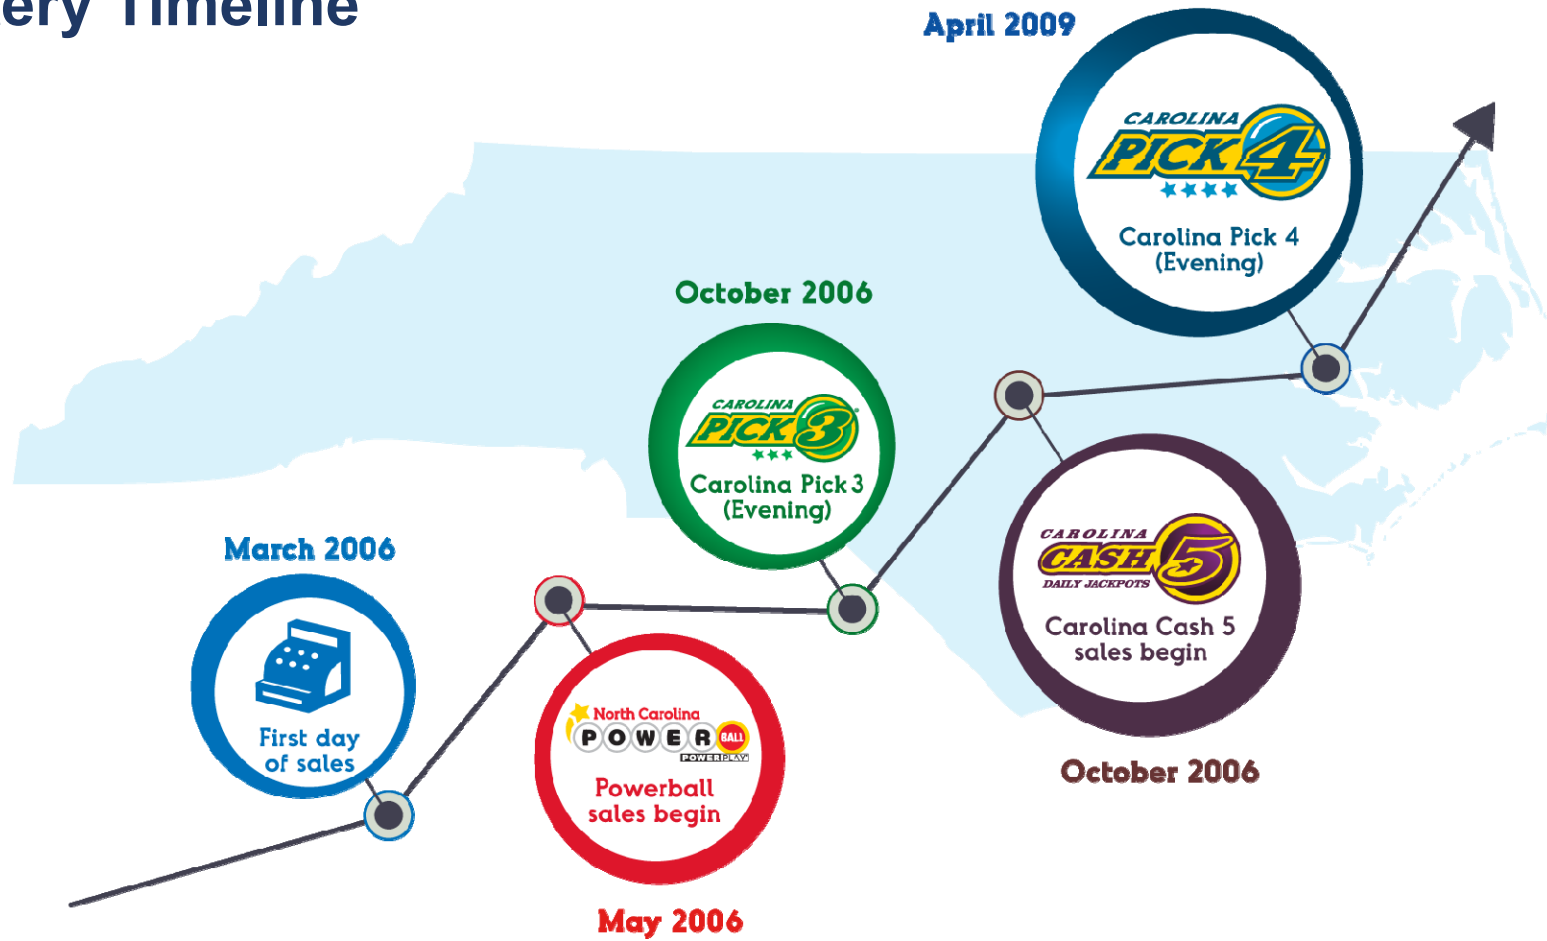 ery Timeline
April 2009
CAROLINA
PICK 4
Carolina Pick 4
(Evening)
October 2006
CAROLINA
PICK 3
Carolina Pick 3
(Evening)
March 2006
First day
of sales
North Carolina
POWERBALL
POWERPLAY
Powerball
sales begin
May 2006
CAROLINA
CASH 5
DAILY JACKPOTS
Carolina Cash 5
sales begin
October 2006